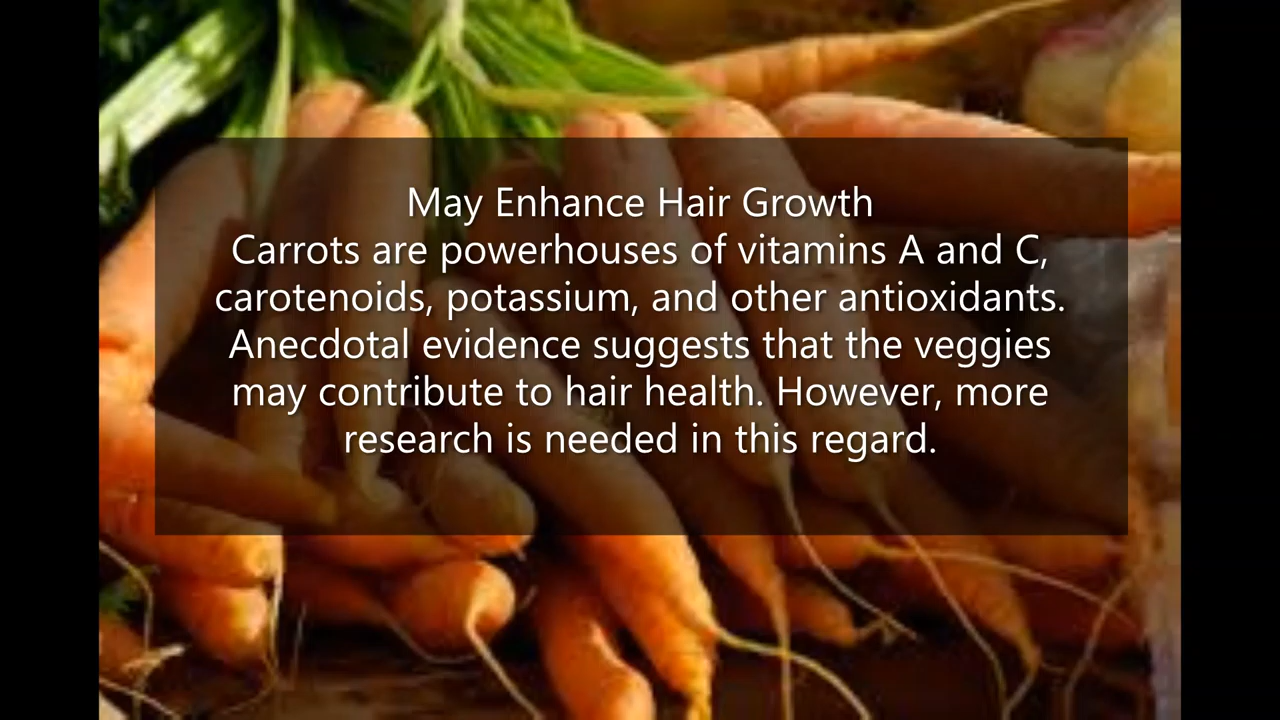 May Enhance Hair Growth
Carrots are powerhouses of vitamins A and C,
carotenoids, potassium, and other antioxidants.
Anecdotal evidence suggests that the veggies
may contribute to hair health. However, more
research is needed in this regard.